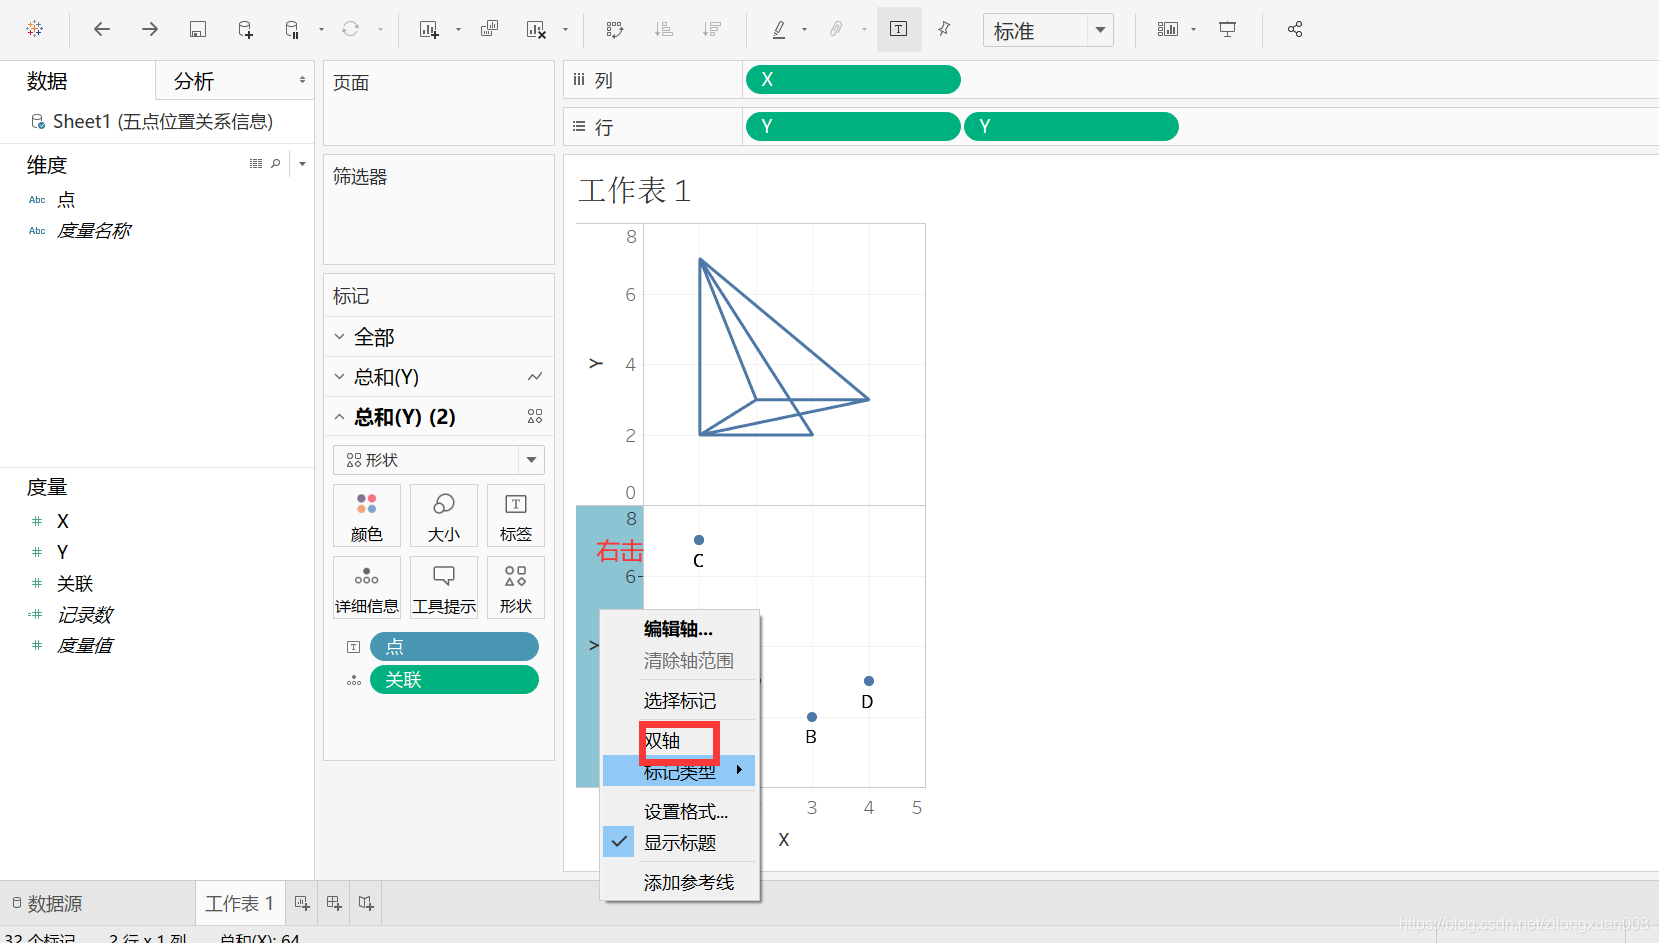 标准
数据
分析
页面
iii 列
X
Sheet1 (五点位置关系信息)
行
Y
Y
维度
Abc 点
Abc 度量名称
筛选器
工作表 1
标记
全部
总和(Y)
总和(Y) (2)
形状
颜色
大小
标签
详细信息
工具提示
形状
点
关联
度量
X
Y
关联
记录数
度量值
8
6
Y
4
2
0
8
右击
C
6
Y
D
B
3
4
5
X
编辑轴...
清除轴范围
选择标记
双轴
标记类型
设置格式...
显示标题
添加参考线
数据源
工作表 1
32 个标记
2 行 x 1 列
总和(X): 64
https://blog.csdn.net/zilongxuan008